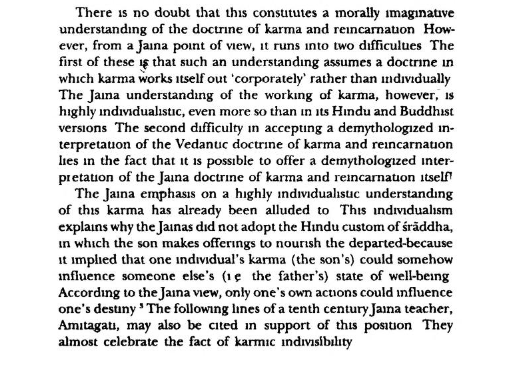 There is no doubt that this constitutes a morally imaginative
understanding of the doctrine of karma and reincarnation How-
ever, from a Jaina point of view, it runs into two difficulties The
first of these is that such an understanding assumes a doctrine in
which karma works itself out 'corporately' rather than individually
The Jaina understanding of the working of karma, however, is
highly individualistic, even more so than in its Hindu and Buddhist
versions The second difficulty in accepting a demythologized in-
terpretation of the Vedantic doctrine of karma and reincarnation
lies in the fact that it is possible to offer a demythologized inter-
pretation of the Jaina doctrine of karma and reincarnation itself!
The Jaina emphasis on a highly individualistic understanding
of this karma has already been alluded to This individualism
explains why the Jainas did not adopt the Hindu custom of śrāddha,
in which the son makes offerings to nourish the departed-because
it implied that one individual's karma (the son's) could somehow
influence someone else's (i e the father's) state of well-being
According to the Jaina view, only one's own actions could influence
one's destiny ⁵ The following lines of a tenth century Jaina teacher,
Amitagati, may also be cited in support of this position They
almost celebrate the fact of karmic indivisibility